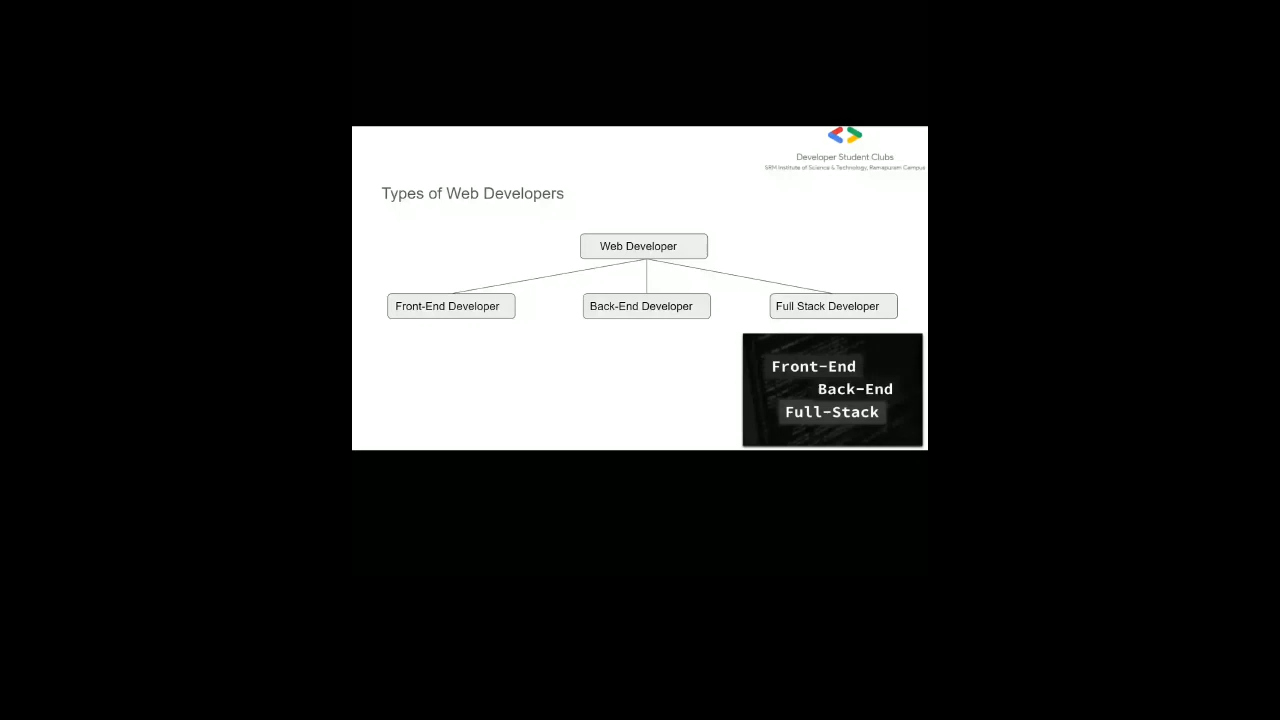 Developer Student Clubs
SRM Institute of Science & Technology, Ramapuram Campus
Types of Web Developers
Web Developer
Front-End Developer
Back-End Developer
Full Stack Developer
Front-End
Back-End
Full-Stack